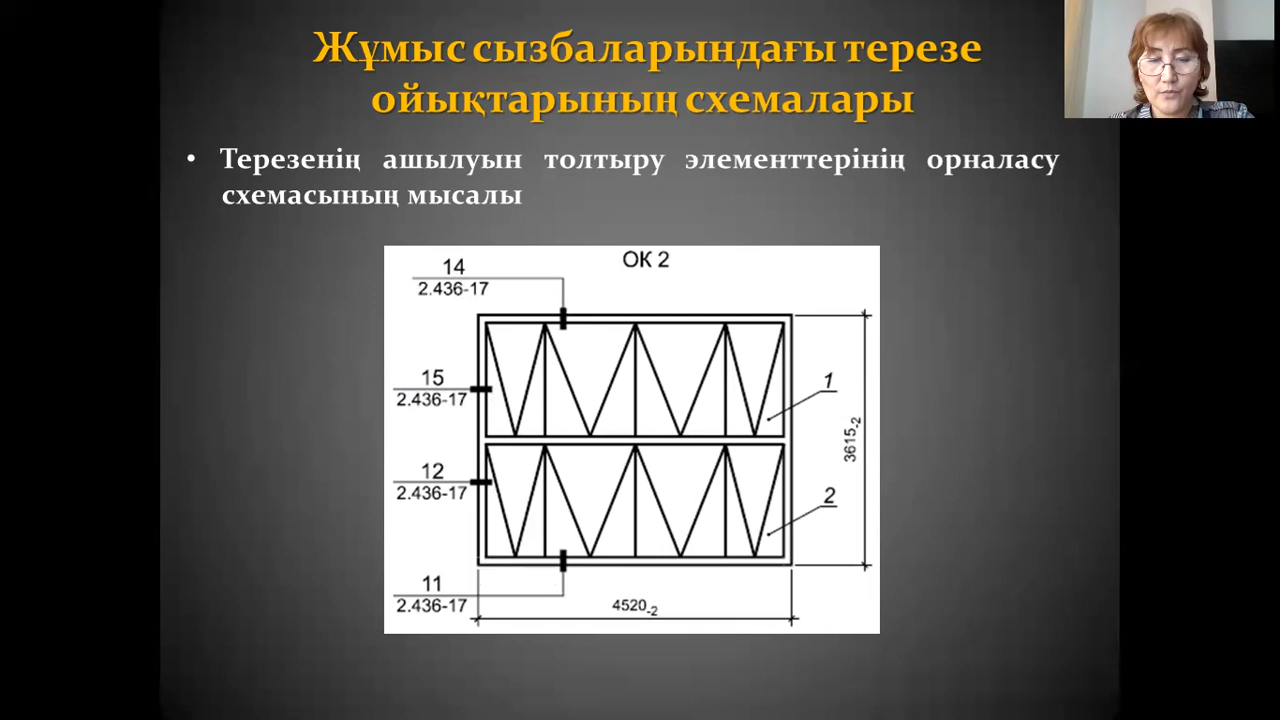 Жұмыс сызбаларындағы терезе
ойықтарының схемалары
• Терезенің ашылуын толтыру элементтерінің орналасу
схемасының мысалы
ОК 2
14
2.436-17
15
2.436-17
1
3615-2
12
2.436-17
2
11
2.436-17
4520-2